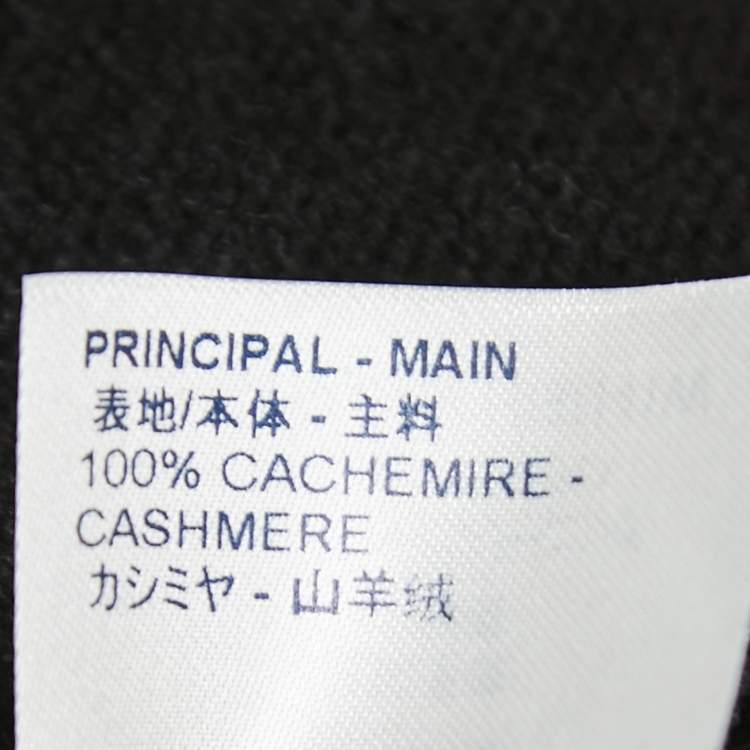 PRINCIPAL - MAIN
表地/本体 - 主料
100% CACHEMIRE -
CASHMERE
カシミヤ - 山羊绒